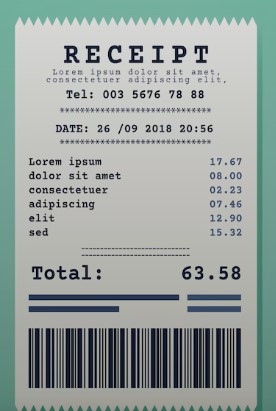 RECEIPT
Lorem ipsum dolor sit amet,
consectetuer adipiscing elit,
Tel: 003 5676 78 88
******************************
DATE: 26 /09 2018 20:56
******************************
Lorem ipsum 17.67
dolor sit amet 08.00
consectetuer 02.23
adipiscing 07.46
elit 12.90
sed 15.32
Total: 63.58